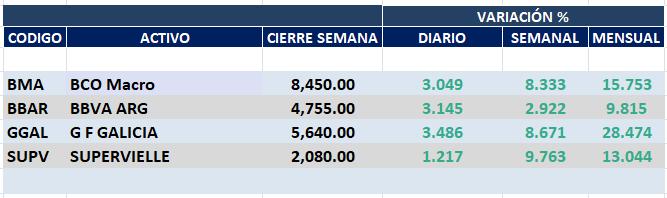 VARIACIÓN %
CODIGO ACTIVO CIERRE SEMANA DIARIO SEMANAL MENSUAL
BMA BCO Macro 8,450.00 3.049 8.333 15.753
BBAR BBVA ARG 4,755.00 3.145 2.922 9.815
GGAL G F GALICIA 5,640.00 3.486 8.671 28.474
SUPV SUPERVIELLE 2,080.00 1.217 9.763 13.044